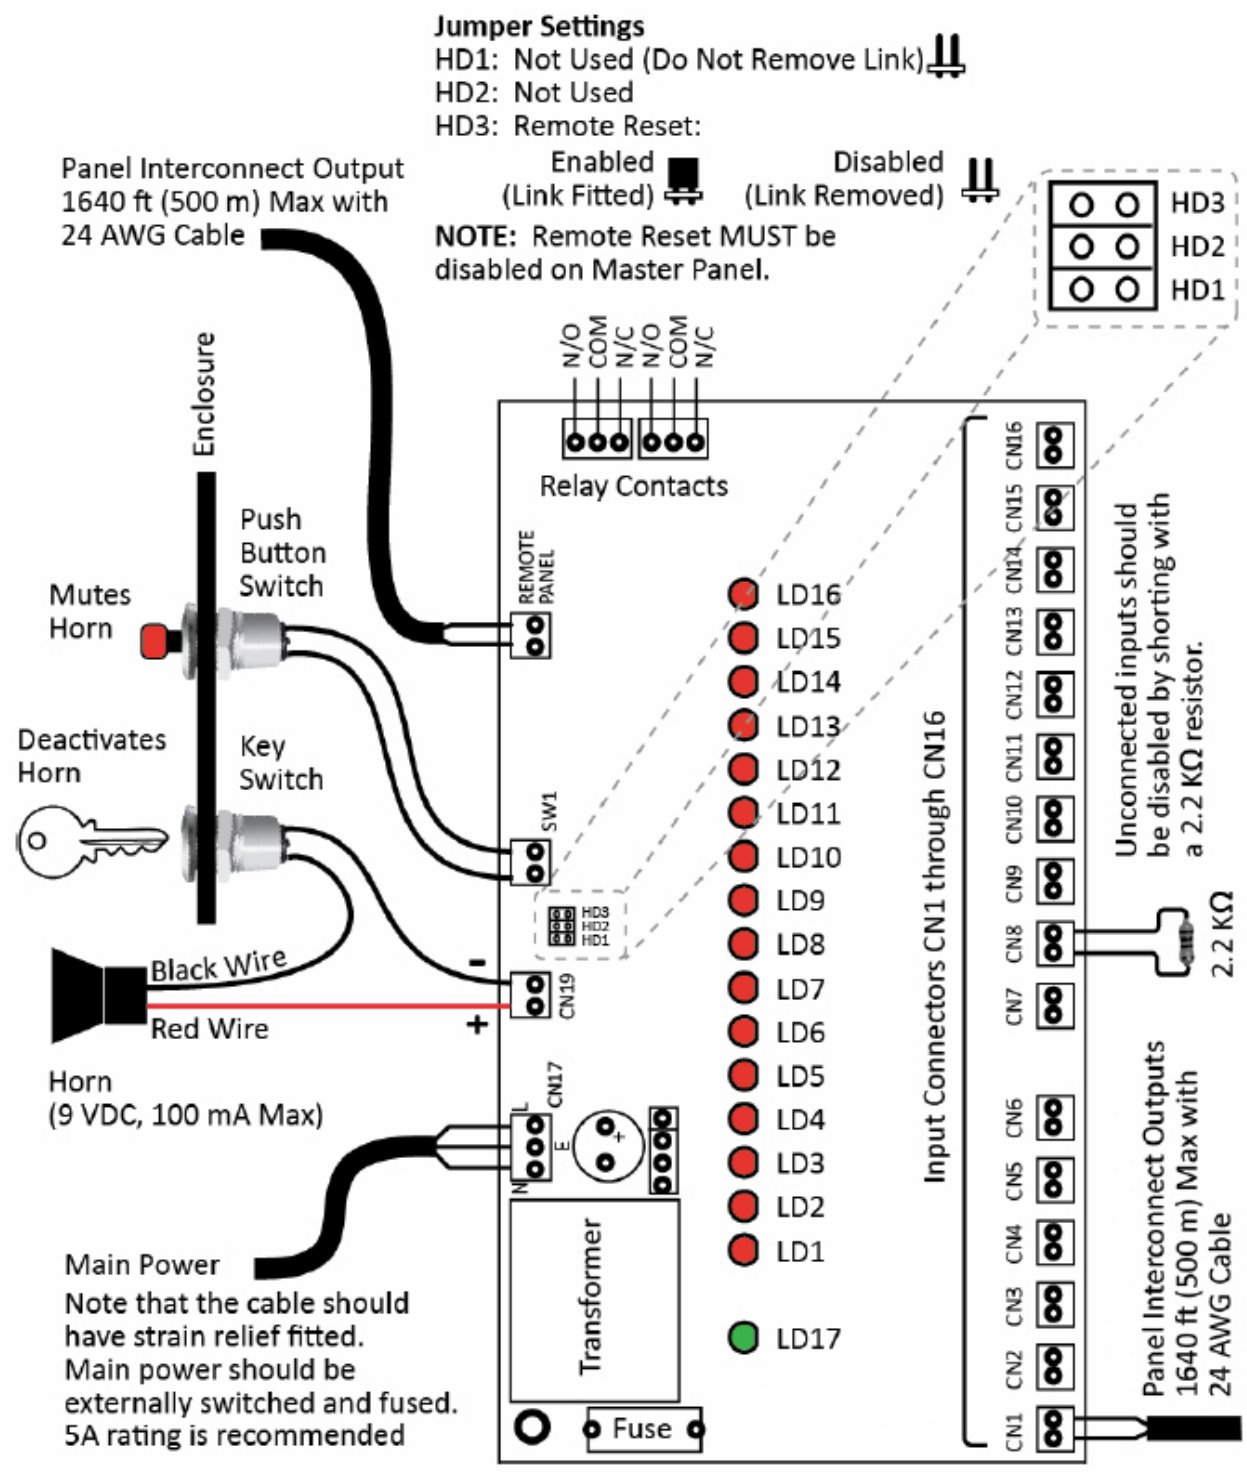 Jumper Settings
HD1: Not Used (Do Not Remove Link)
HD2: Not Used
HD3: Remote Reset:
Enabled
(Link Fitted)
Disabled
(Link Removed)
NOTE: Remote Reset MUST be
disabled on Master Panel.
Panel Interconnect Output
1640 ft (500 m) Max with
24 AWG Cable
HD3
HD2
HD1
N/O
COM
N/C
N/O
COM
N/C
Relay Contacts
Enclosure
Push
Button
Switch
Mutes
Horn
REMOTE
PANEL
Deactivates
Horn
Key
Switch
SW1
HD3
HD2
HD1
Black Wire
-
CN19
Red Wire
+
Horn
(9 VDC, 100 mA Max)
CN17
L
E
N
+
Main Power
Note that the cable should
have strain relief fitted.
Main power should be
externally switched and fused.
5A rating is recommended
Transformer
Fuse
LD16
LD15
LD14
LD13
LD12
LD11
LD10
LD9
LD8
LD7
LD6
LD5
LD4
LD3
LD2
LD1
LD17
Input Connectors CN1 through CN16
CN16
CN15
CN14
CN13
CN12
CN11
CN10
CN9
CN8
CN7
CN6
CN5
CN4
CN3
CN2
CN1
Unconnected inputs should
be disabled by shorting with
a 2.2 KΩ resistor.
2.2 KΩ
Panel Interconnect Outputs
1640 ft (500 m) Max with
24 AWG Cable